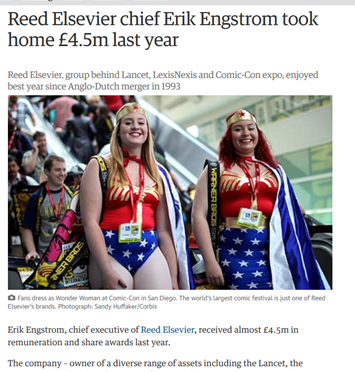 Reed Elsevier chief Erik Engstrom took
home £4.5m last year
Reed Elsevier, group behind Lancet, LexisNexis and Comic-Con expo, enjoyed
best year since Anglo-Dutch merger in 1993
WARNER BROS
WARNER BROS
Fans dress as Wonder Woman at Comic-Con in San Diego. The world's largest comic festival is just one of Reed
Elsevier's brands. Photograph: Sandy Huffaker/Corbis
Erik Engstrom, chief executive of Reed Elsevier, received almost £4.5m in
remuneration and share awards last year.
The company - owner of a diverse range of assets including the Lancet, the